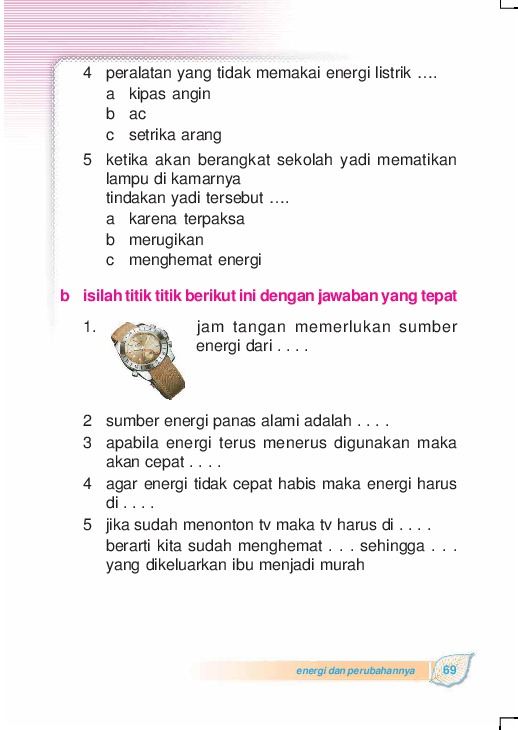 4 peralatan yang tidak memakai energi listrik ….
a kipas angin
b ac
c setrika arang
5 ketika akan berangkat sekolah yadi mematikan
lampu di kamarnya
tindakan yadi tersebut ….
a karena terpaksa
b merugikan
c menghemat energi
b isilah titik titik berikut ini dengan jawaban yang tepat
1. jam tangan memerlukan sumber
energi dari . . . .
2 sumber energi panas alami adalah . . . .
3 apabila energi terus menerus digunakan maka
akan cepat . . . .
4 agar energi tidak cepat habis maka energi harus
di . . . .
5 jika sudah menonton tv maka tv harus di . . . .
berarti kita sudah menghemat . . . sehingga . . .
yang dikeluarkan ibu menjadi murah
energi dan perubahannya 69